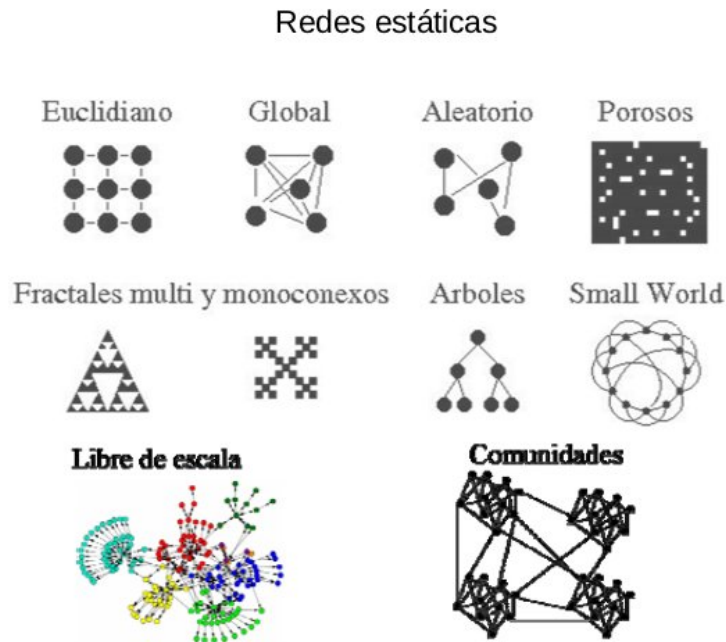 Redes estáticas
Euclidiano Global Aleatorio Porosos
Fractales multi y monoconexos Arboles Small World
Libre de escala Comunidades